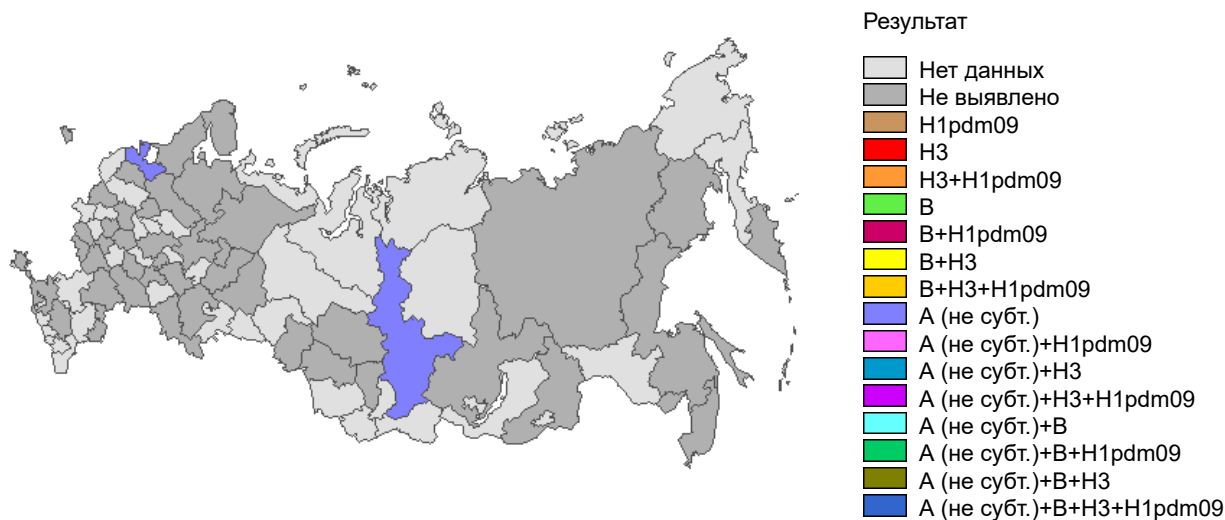 Результат
Нет данных
Не выявлено
H1pdm09
H3
H3+H1pdm09
B
B+H1pdm09
B+H3
B+H3+H1pdm09
А (не субт.)
А (не субт.)+H1pdm09
А (не субт.)+H3
А (не субт.)+H3+H1pdm09
А (не субт.)+B
А (не субт.)+B+H1pdm09
А (не субт.)+B+H3
А (не субт.)+B+H3+H1pdm09